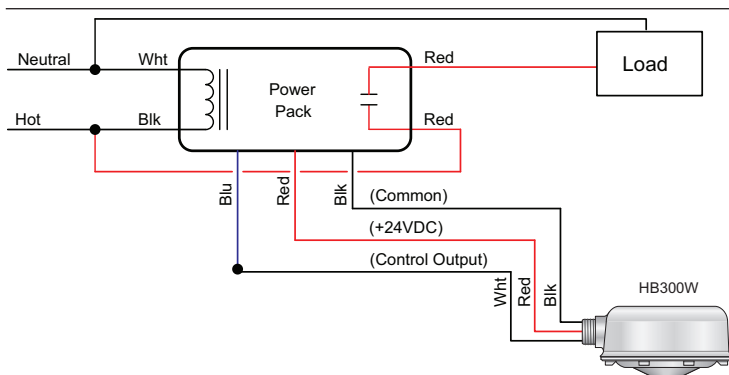 Neutral
Wht
Red
Load
Power
Pack
Hot
Blk
Red
Blu
Red
Blk
(Common)
(+24VDC)
(Control Output)
Wht
Red
Blk
HB300W